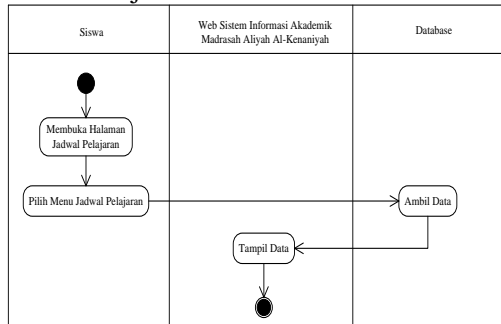 Siswa
Web Sistem Informasi Akademik
Madrasah Aliyah Al-Kenaniyah
Database
Membuka Halaman
Jadwal Pelajaran
Pilih Menu Jadwal Pelajaran
Ambil Data
Tampil Data